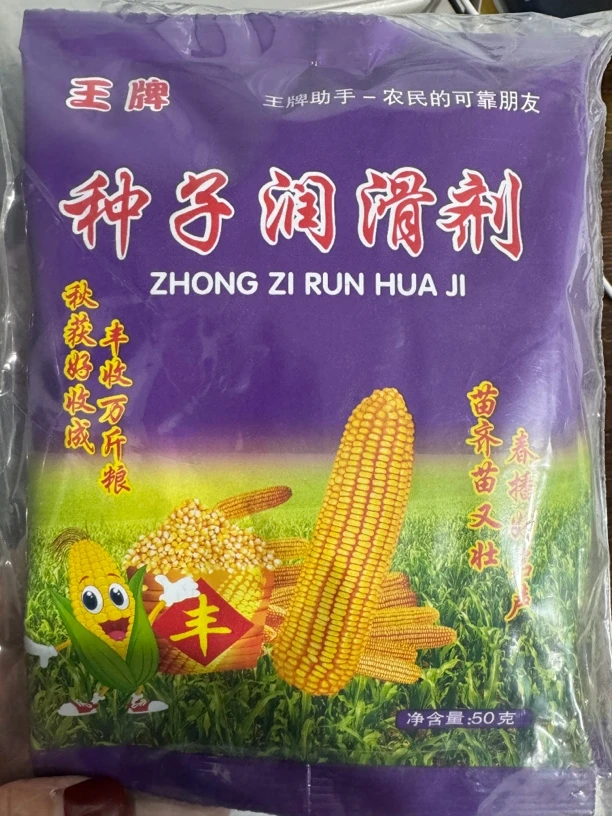 王牌
王牌助手-农民的可靠朋友
种子润滑剂
ZHONG ZI RUN HUA JI
秋获好收成
丰收万斤粮
苗齐苗又壮
春播
丰
净含量:50克